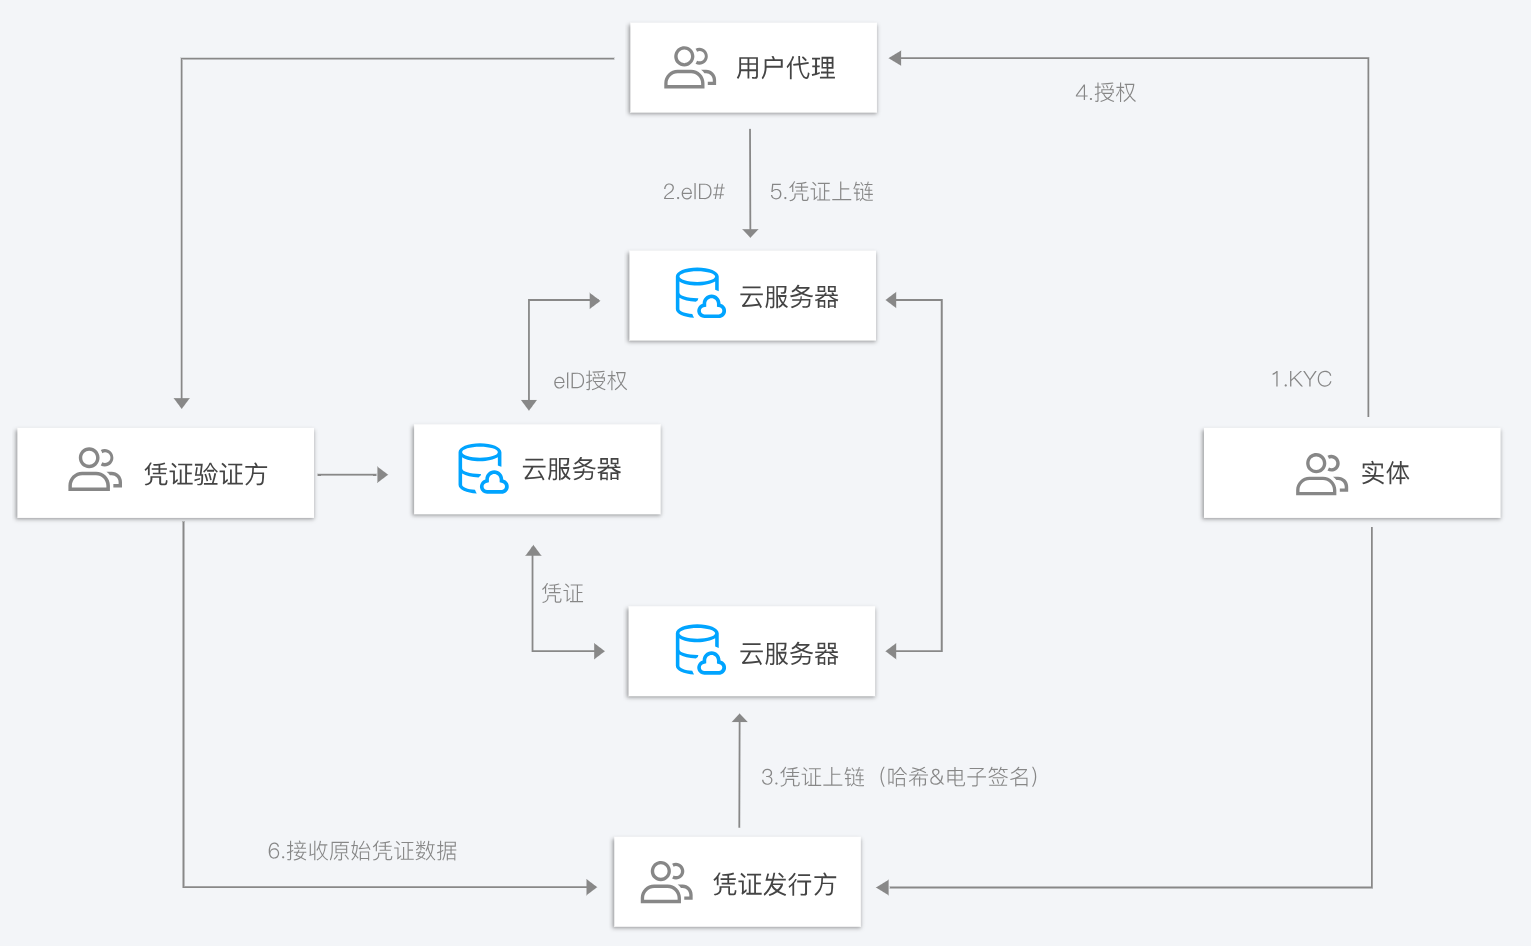 用户代理
4.授权
2.eID#
5.凭证上链
云服务器
eID授权
1.KYC
凭证验证方
云服务器
实体
凭证
云服务器
3.凭证上链（哈希&电子签名）
6.接收原始凭证数据
凭证发行方